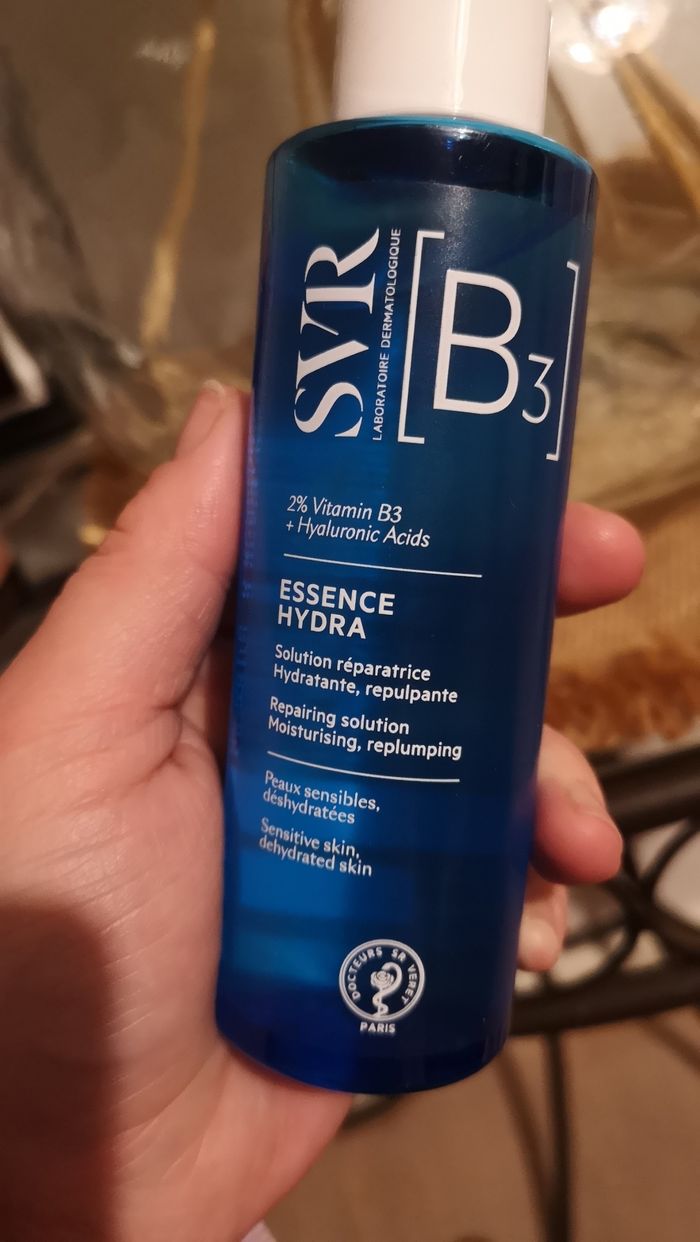 SVR
LABORATOIRE DERMATOLOGIQUE
[B3]
2% Vitamin B3
+ Hyaluronic Acids
ESSENCE
HYDRA
Solution réparatrice
Hydratante, repulpante
Repairing solution
Moisturising, replumping
Peaux sensibles,
déshydratées
Sensitive skin,
dehydrated skin
DOCTEURS SR VERET
PARIS